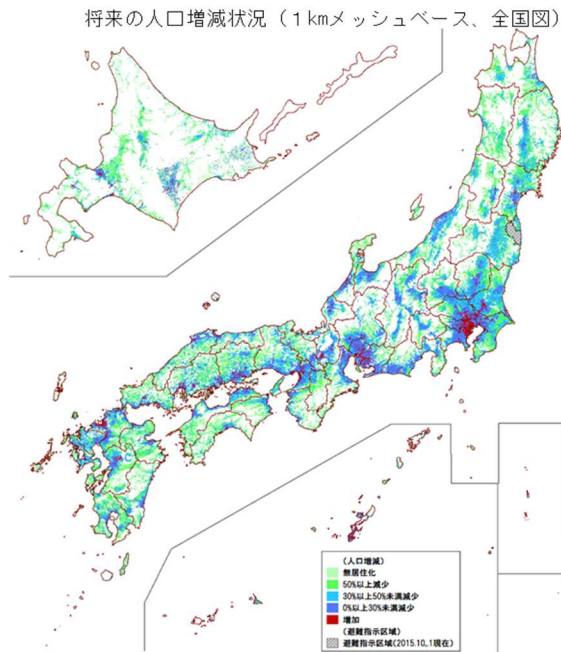 将来の人口増減状況(1kmメッシュベース、全国図)
(人口増減)
無居住化
50%以上減少
30%以上50%未満減少
0%以上30%未満減少
増加
(避難指示区域)
避難指示区域(2015.10.1現在)